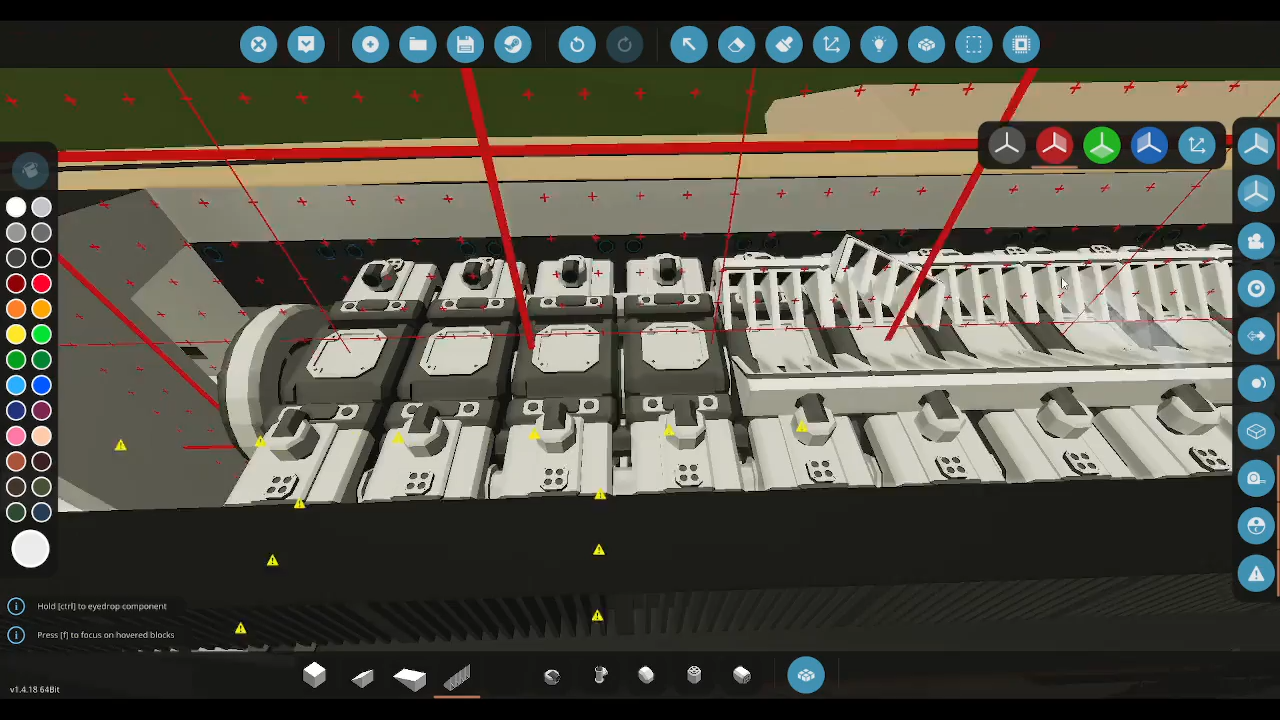 Hold [ctrl] to eyedrop component
Press [f] to focus on hovered blocks
v1.4.18 64Bit